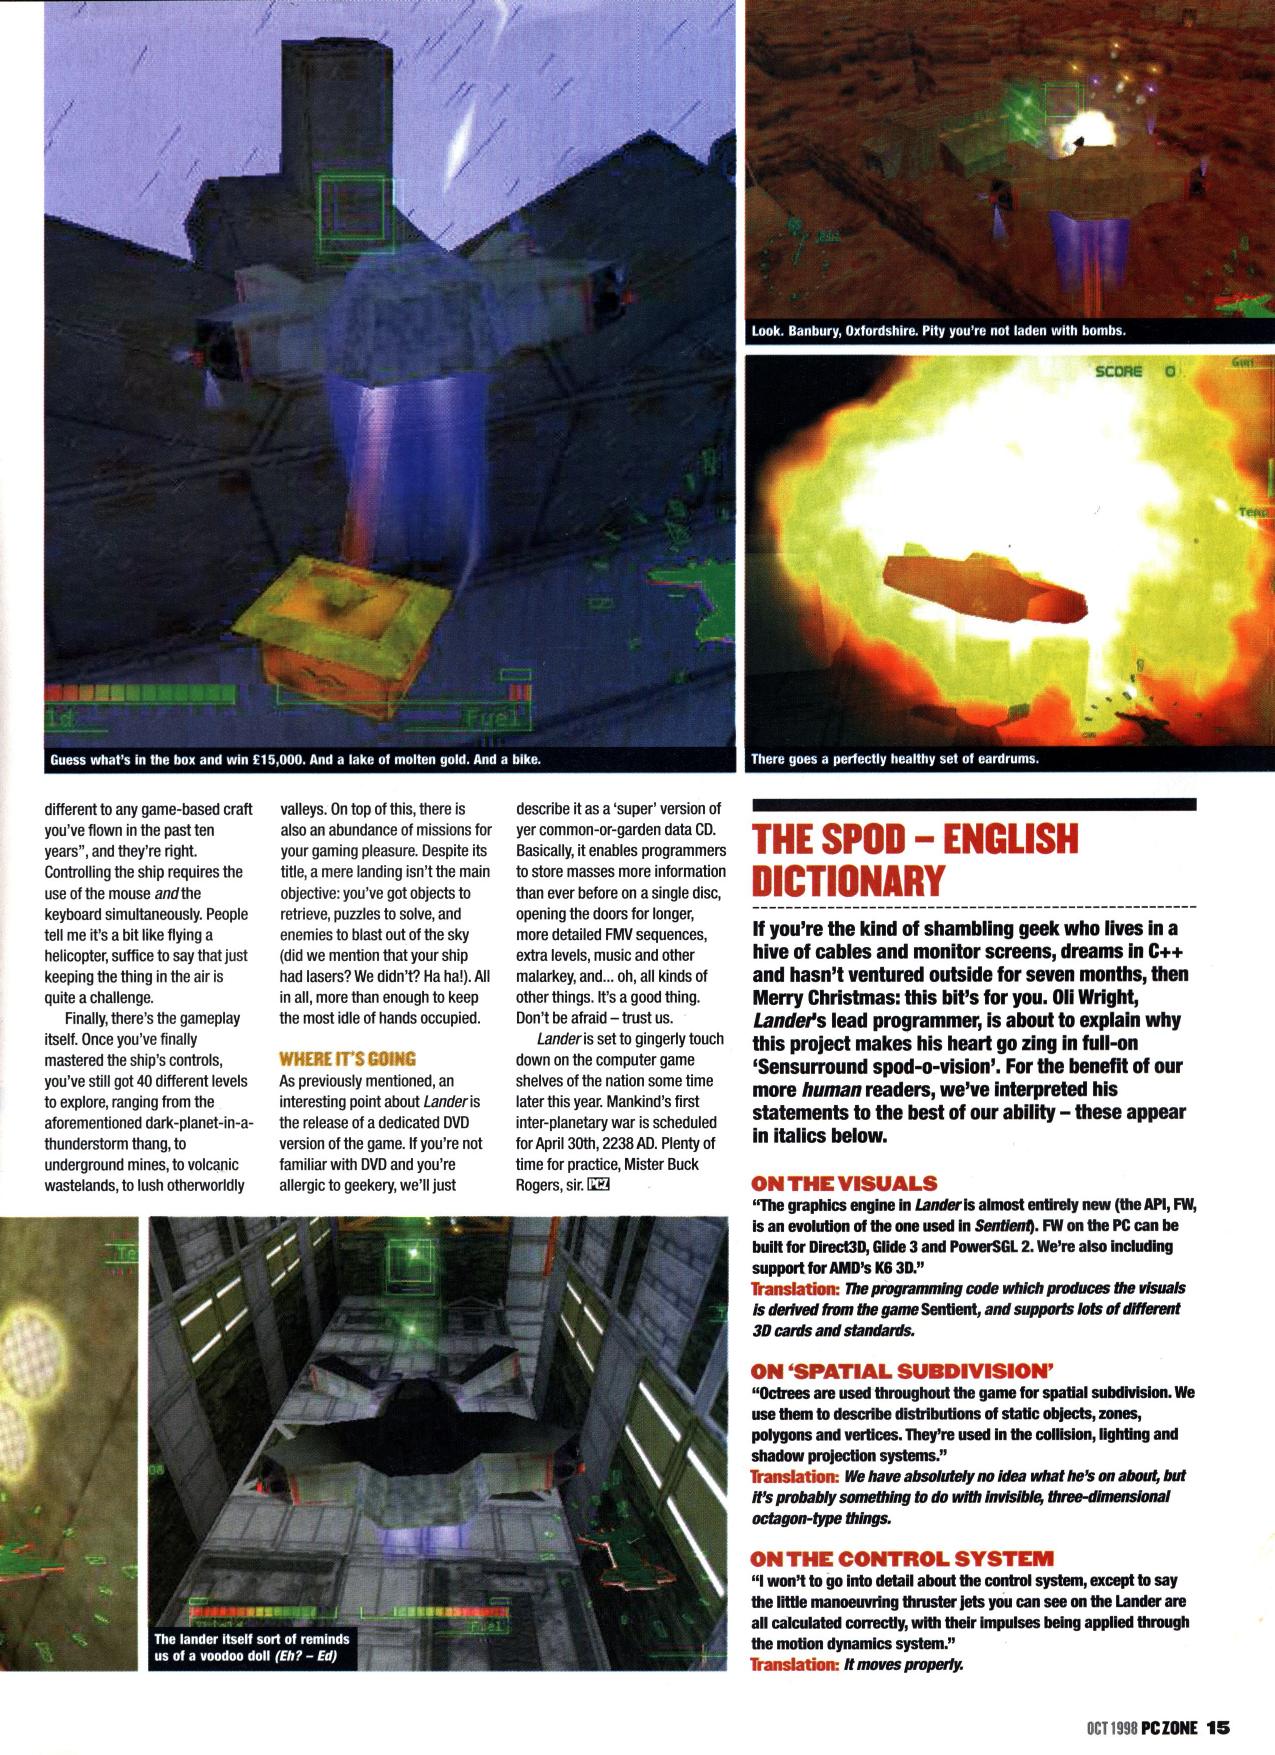 SCORE 0
Gun
Temp
Fuel
Look. Banbury, Oxfordshire. Pity you're not laden with bombs.
Guess what's in the box and win £15,000. And a lake of molten gold. And a bike.
There goes a perfectly healthy set of eardrums.
different to any game-based craft
you've flown in the past ten
years”, and they're right.
Controlling the ship requires the
use of the mouse and the
keyboard simultaneously. People
tell me it's a bit like flying a
helicopter, suffice to say that just
keeping the thing in the air is
quite a challenge.
Finally, there's the gameplay
itself. Once you've finally
mastered the ship's controls,
you've still got 40 different levels
to explore, ranging from the
aforementioned dark-planet-in-a-
thunderstorm thang, to
underground mines, to volcanic
wastelands, to lush otherworldly
valleys. On top of this, there is
also an abundance of missions for
your gaming pleasure. Despite its
title, a mere landing isn't the main
objective: you've got objects to
retrieve, puzzles to solve, and
enemies to blast out of the sky
(did we mention that your ship
had lasers? We didn't? Ha ha!). All
in all, more than enough to keep
the most idle of hands occupied.
WHERE IT'S GOING
As previously mentioned, an
interesting point about Lander is
the release of a dedicated DVD
version of the game. If you're not
familiar with DVD and you're
allergic to geekery, we'll just
describe it as a ‘super’ version of
yer common-or-garden data CD.
Basically, it enables programmers
to store masses more information
than ever before on a single disc,
opening the doors for longer,
more detailed FMV sequences,
extra levels, music and other
malarkey, and... oh, all kinds of
other things. It's a good thing.
Don't be afraid – trust us.
Lander is set to gingerly touch
down on the computer game
shelves of the nation some time
later this year. Mankind's first
inter-planetary war is scheduled
for April 30th, 2238 AD. Plenty of
time for practice, Mister Buck
Rogers, sir. PCZ
THE SPOD – ENGLISH
DICTIONARY
If you're the kind of shambling geek who lives in a
hive of cables and monitor screens, dreams in C++
and hasn't ventured outside for seven months, then
Merry Christmas: this bit's for you. Oli Wright,
Lander's lead programmer, is about to explain why
this project makes his heart go zing in full-on
‘Sensurround spod-o-vision’. For the benefit of our
more human readers, we've interpreted his
statements to the best of our ability – these appear
in italics below.
ON THE VISUALS
“The graphics engine in Lander is almost entirely new (the API, FW,
is an evolution of the one used in Sentient). FW on the PC can be
built for Direct3D, Glide 3 and PowerSGL 2. We're also including
support for AMD's K6 3D.”
Translation: The programming code which produces the visuals
is derived from the game Sentient, and supports lots of different
3D cards and standards.
ON ‘SPATIAL SUBDIVISION’
“Octrees are used throughout the game for spatial subdivision. We
use them to describe distributions of static objects, zones,
polygons and vertices. They're used in the collision, lighting and
shadow projection systems.”
Translation: We have absolutely no idea what he's on about, but
it's probably something to do with invisible, three-dimensional
octagon-type things.
ON THE CONTROL SYSTEM
“I won't to go into detail about the control system, except to say
the little manoeuvring thruster jets you can see on the Lander are
all calculated correctly, with their impulses being applied through
the motion dynamics system.”
Translation: It moves properly.
Fuel
The lander itself sort of reminds
us of a voodoo doll (Eh? – Ed)
OCT 1998 PC ZONE 15